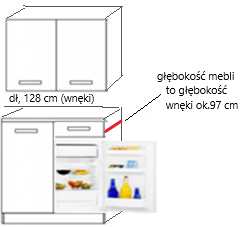 dł, 128 cm (wnęki)
głębokość mebli
to głębokość
wnęki ok.97 cm